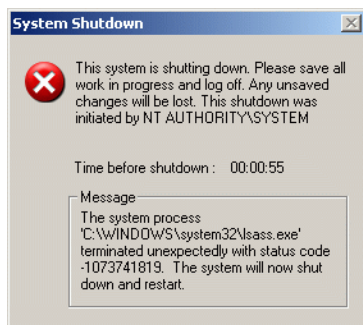 System Shutdown
This system is shutting down. Please save all
work in progress and log off. Any unsaved
changes will be lost. This shutdown was
initiated by NT AUTHORITY\SYSTEM
Time before shutdown : 00:00:55
Message
The system process
'C:\WINDOWS\system32\lsass.exe'
terminated unexpectedly with status code
-1073741819. The system will now shut
down and restart.